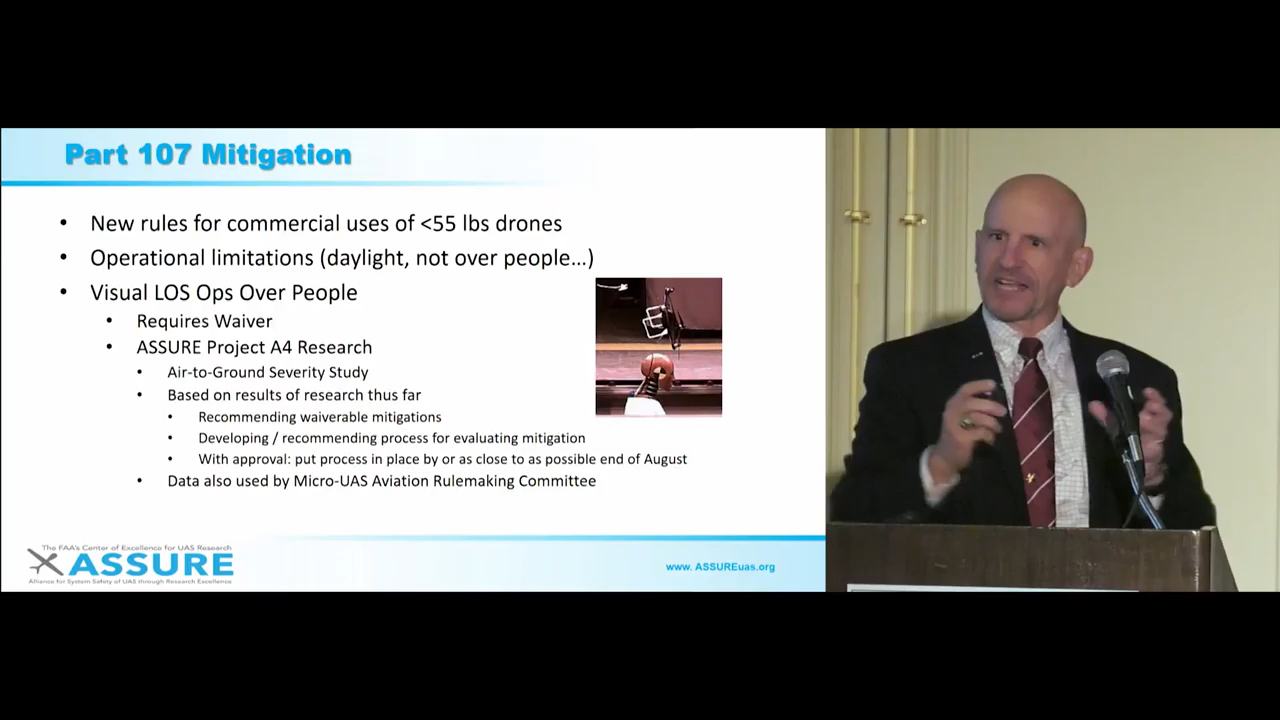 Part 107 Mitigation
• New rules for commercial uses of <55 lbs drones
• Operational limitations (daylight, not over people…)
• Visual LOS Ops Over People
• Requires Waiver
• ASSURE Project A4 Research
• Air-to-Ground Severity Study
• Based on results of research thus far
• Recommending waiverable mitigations
• Developing / recommending process for evaluating mitigation
• With approval: put process in place by or as close to as possible end of August
• Data also used by Micro-UAS Aviation Rulemaking Committee
The FAA's Center of Excellence for UAS Research
ASSURE
Alliance for System Safety of UAS through Research Excellence
www. ASSUREuas.org